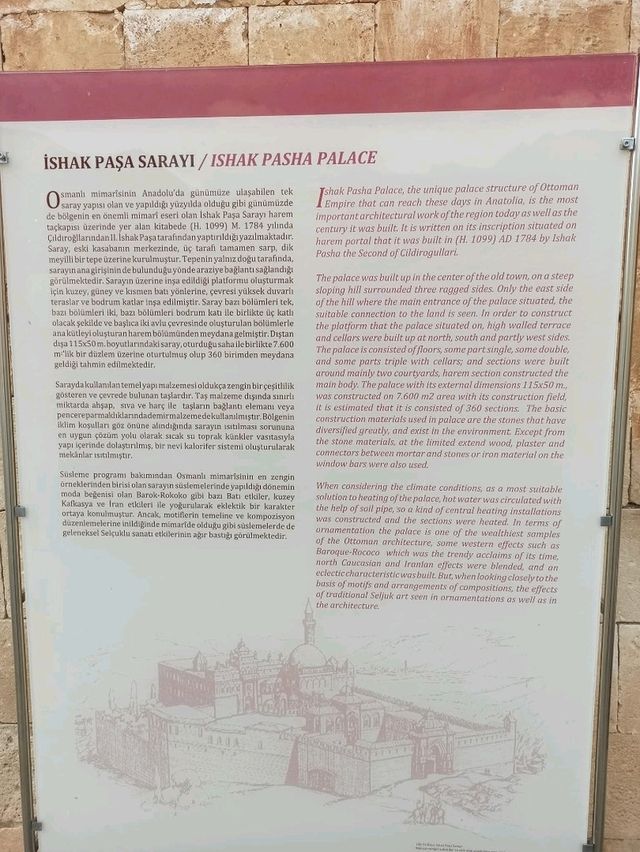 İSHAK PAŞA SARAYI / ISHAK PASHA PALACE
Osmanlı mimarîsinin Anadolu'da günümüze ulaşabilen tek
saray yapısı olan ve yapıldığı yüzyılda olduğu gibi günümüzde
de bölgenin en önemli mimarî eseri olan İshak Paşa Sarayı harem
taçkapısı üzerinde yer alan kitabede (H. 1099) M. 1784 yılında
Çıldıroğlarından II. İshak Paşa tarafından yaptırıldığı yazılmaktadır.
Saray, eski kasabanın merkezinde, üç tarafı tamamen sarp, dik
meyilli bir tepe üzerine kurulmuştur. Tepenin yalnız doğu tarafında,
sarayın ana girişinin de bulunduğu yönde araziye bağlantı sağlandığı
görülmektedir. Sarayın üzerine inşa edildiği platformu oluşturmak
için kuzey, güney ve kısmen batı yönlerine, çevresi yüksek duvarlı
teraslar ve bodrum katlar inşa edilmiştir. Saray bazı bölümleri tek,
bazı bölümleri iki, bazı bölümleri bodrum katı ile birlikte üç katlı
olacak şekilde ve başlıca iki avlu çevresinde oluşturulan bölümlerle
ana kütleyi oluşturan harem bölümünden meydana gelmiştir. Dıştan
dışa 115x50 m. boyutlarındaki saray, oturduğu saha ile birlikte 7.600
m²'lik bir düzlem üzerine oturtulmuş olup 360 birimden meydana
geldiği tahmin edilmektedir.
Sarayda kullanılan temel yapı malzemesi oldukça zengin bir çeşitlilik
gösteren ve çevrede bulunan taşlardır. Taş malzeme dışında sınırlı
miktarda ahşap, sıva ve harç ile taşların bağlantı elemanı veya
pencere parmaklıklarında demir malzeme de kullanılmıştır. Bölgenin
iklim koşulları göz önüne alındığında sarayın ısıtılması sorununa
en uygun çözüm yolu olarak sıcak su toprak künkler vasıtasıyla
yapı içerinde dolaştırılmış, bir nevi kalorifer sistemi oluşturularak
mekânlar ısıtılmıştır.
Süsleme programı bakımından Osmanlı mimarîsinin en zengin
örneklerinden birisi olan sarayın süslemelerinde yapıldığı dönemin
moda beğenisi olan Barok-Rokoko gibi bazı Batı etkiler, kuzey
Kafkasya ve İran etkileri ile yoğurularak eklektik bir karakter
ortaya konulmuştur. Ancak, motiflerin temeline ve kompozisyon
düzenlemelerine inildiğinde mimarîde olduğu gibi süslemelerde de
geleneksel Selçuklu sanatı etkilerinin ağır bastığı görülmektedir.
Ishak Pasha Palace, the unique palace structure of Ottoman
Empire that can reach these days in Anatolia, is the most
important architectural work of the region today as well as the
century it was built. It is written on its inscription situated on
harem portal that it was built in (H. 1099) AD 1784 by Ishak
Pasha the Second of Cildirogullari.
The palace was built up in the center of the old town, on a steep
sloping hill surrounded three ragged sides. Only the east side
of the hill where the main entrance of the palace situated, the
suitable connection to the land is seen. In order to construct
the platform that the palace situated on, high walled terrace
and cellars were built up at north, south and partly west sides.
The palace is consisted of floors, some part single, some double,
and some parts triple with cellars; and sections were built
around mainly two courtyards, harem section constructed the
main body. The palace with its external dimensions 115x50 m.,
was constructed on 7.600 m2 area with its construction field,
it is estimated that it is consisted of 360 sections. The basic
construction materials used in palace are the stones that have
diversified greatly, and exist in the environment. Except from
the stone materials, at the limited extend wood, plaster and
connectors between mortar and stones or iron material on the
window bars were also used.
When considering the climate conditions, as a most suitable
solution to heating of the palace, hot water was circulated with
the help of soil pipe, so a kind of central heating installations
was constructed and the sections were heated. In terms of
ornamentation the palace is one of the wealthiest samples
of the Ottoman architecture, some western effects such as
Baroque-Rococo which was the trendy acclaims of its time,
north Caucasian and Iranian effects were blended, and an
eclectic characteristic was built. But, when looking closely to the
basis of motifs and arrangements of compositions, the effects
of traditional Seljuk art seen in ornamentations as well as in
the architecture.